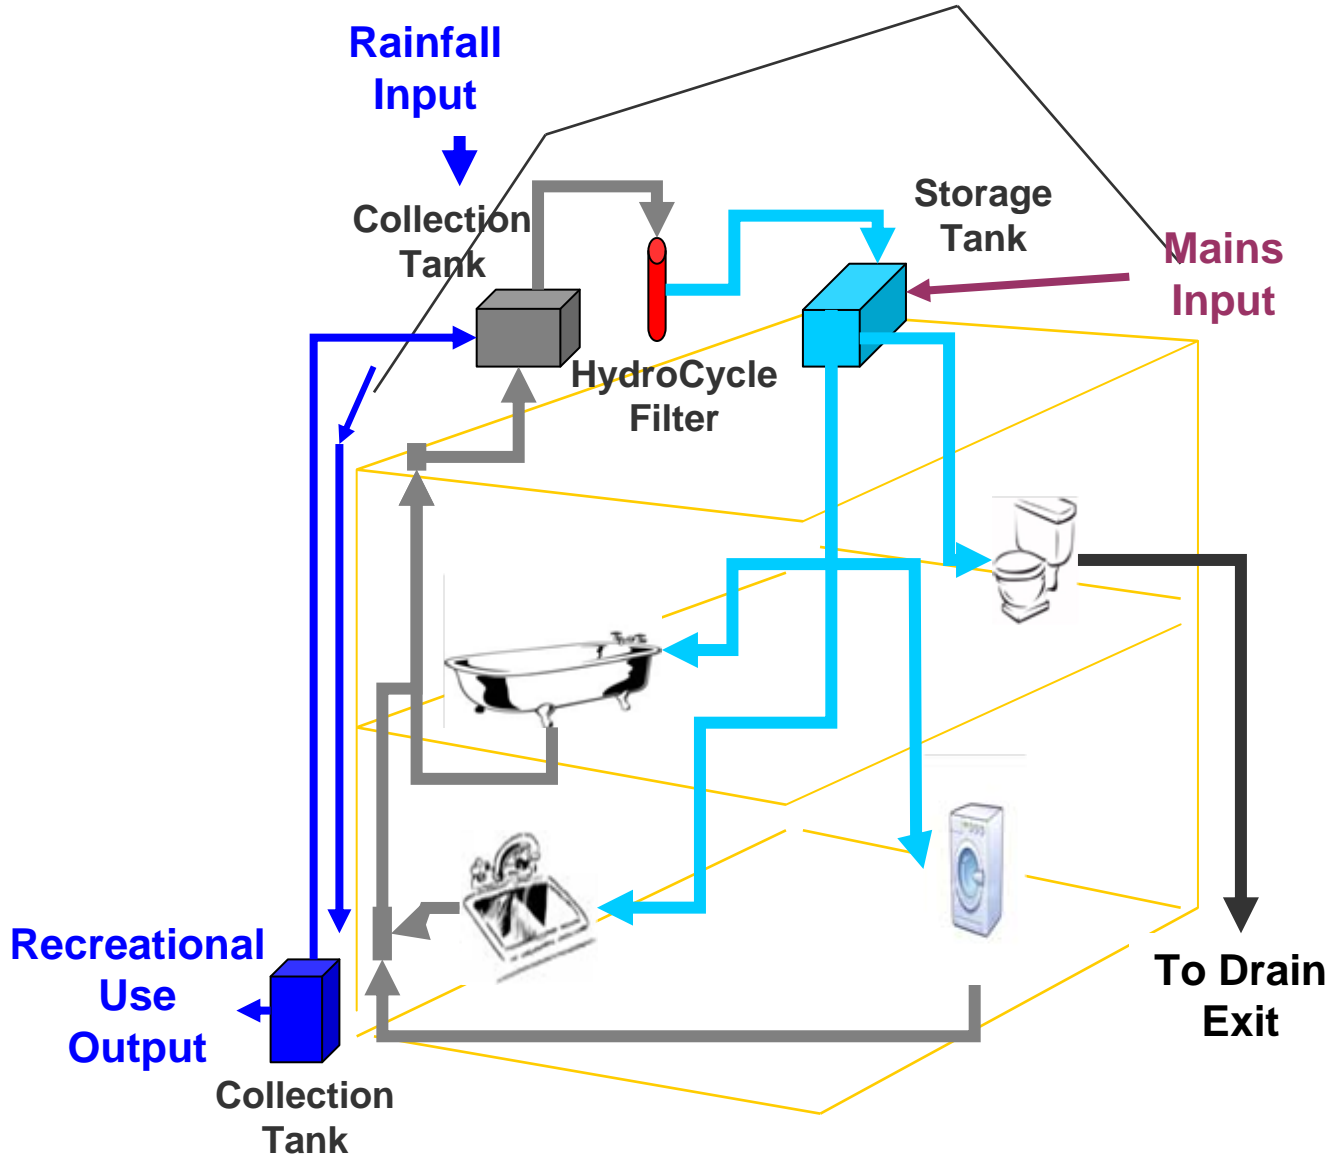 Rainfall
Input
Collection
Tank
Storage
Tank
Mains
Input
HydroCycle
Filter
Recreational
Use
Output
To Drain
Exit
Collection
Tank